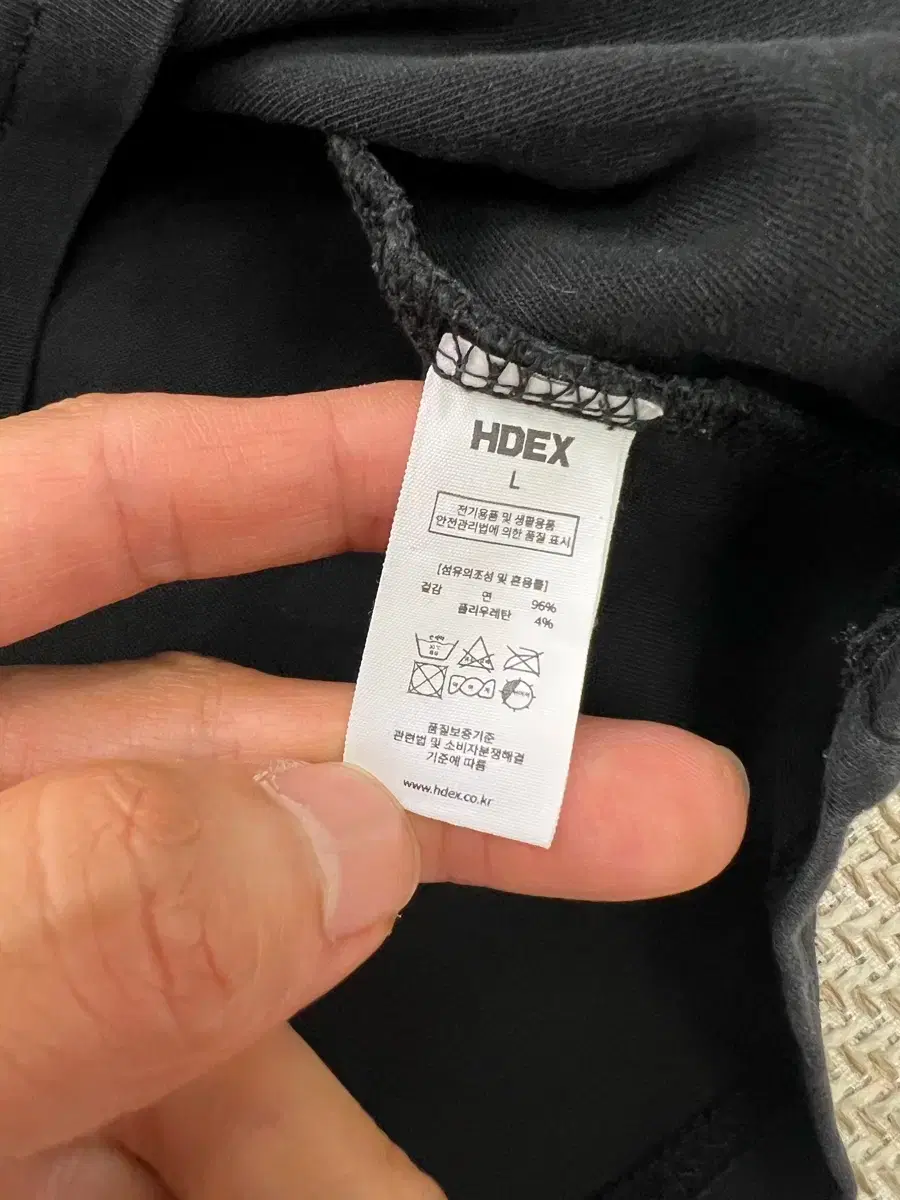 HDEX
L
전기용품 및 생활용품
안전관리법에 의한 품질 표시
[섬유의조성 및 혼용률]
겉감 면 96%
폴리우레탄 4%
품질보증기준
관련법 및 소비자분쟁해결
기준에 따름
www.hdex.co.kr